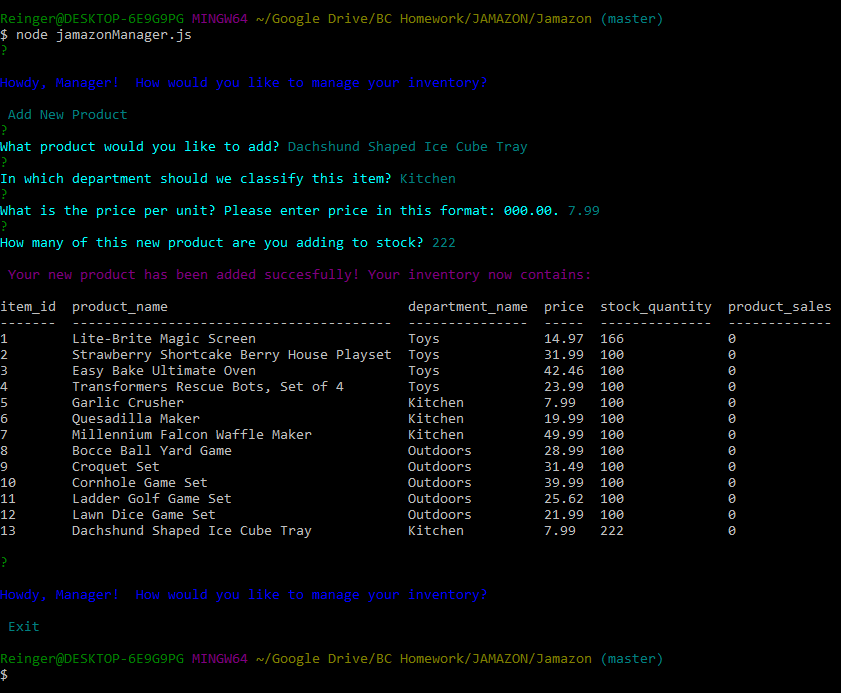 Reinger@DESKTOP-6E9G9PG MINGW64 ~/Google Drive/BC Homework/JAMAZON/Jamazon (master)
$ node jamazonManager.js
?
Howdy, Manager!  How would you like to manage your inventory?
Add New Product
?
What product would you like to add? Dachshund Shaped Ice Cube Tray
?
In which department should we classify this item? Kitchen
?
What is the price per unit? Please enter price in this format: 000.00. 7.99
?
How many of this new product are you adding to stock? 222
Your new product has been added succesfully! Your inventory now contains:
item_id  product_name                              department_name  price  stock_quantity  product_sales
-------  ----------------------------------------  ---------------  -----  --------------  -------------
1        Lite-Brite Magic Screen                   Toys             14.97  166             0
2        Strawberry Shortcake Berry House Playset  Toys             31.99  100             0
3        Easy Bake Ultimate Oven                   Toys             42.46  100             0
4        Transformers Rescue Bots, Set of 4        Toys             23.99  100             0
5        Garlic Crusher                            Kitchen          7.99   100             0
6        Quesadilla Maker                          Kitchen          19.99  100             0
7        Millennium Falcon Waffle Maker            Kitchen          49.99  100             0
8        Bocce Ball Yard Game                      Outdoors         28.99  100             0
9        Croquet Set                               Outdoors         31.49  100             0
10       Cornhole Game Set                         Outdoors         39.99  100             0
11       Ladder Golf Game Set                      Outdoors         25.62  100             0
12       Lawn Dice Game Set                        Outdoors         21.99  100             0
13       Dachshund Shaped Ice Cube Tray            Kitchen          7.99   222             0
?
Howdy, Manager!  How would you like to manage your inventory?
Exit
Reinger@DESKTOP-6E9G9PG MINGW64 ~/Google Drive/BC Homework/JAMAZON/Jamazon (master)
$